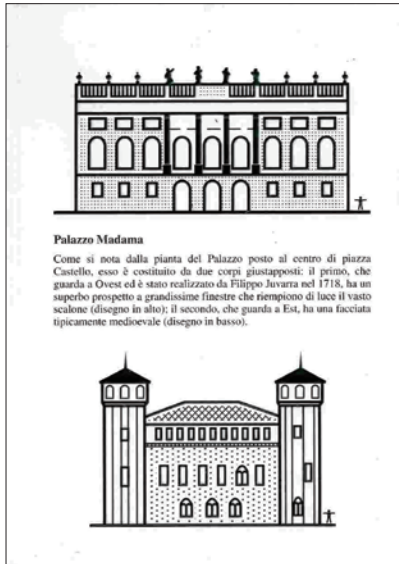 Palazzo Madama
Come si nota dalla pianta del Palazzo posto al centro di piazza
Castello, esso è costituito da due corpi giustapposti: il primo, che
guarda a Ovest ed è stato realizzato da Filippo Juvarra nel 1718, ha un
superbo prospetto a grandissime finestre che riempiono di luce il vasto
scalone (disegno in alto); il secondo, che guarda a Est, ha una facciata
tipicamente medioevale (disegno in basso).